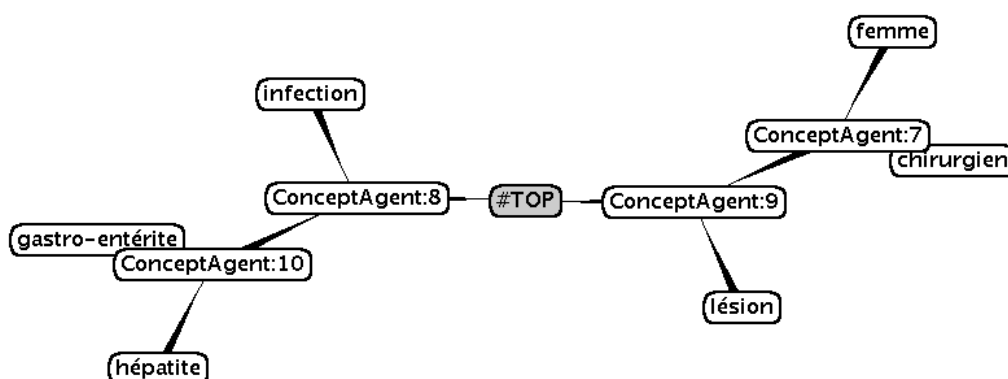 femme
infection
ConceptAgent:7
chirurgien
ConceptAgent:8
#TOP
ConceptAgent:9
gastro-entérite
ConceptAgent:10
lésion
hépatite